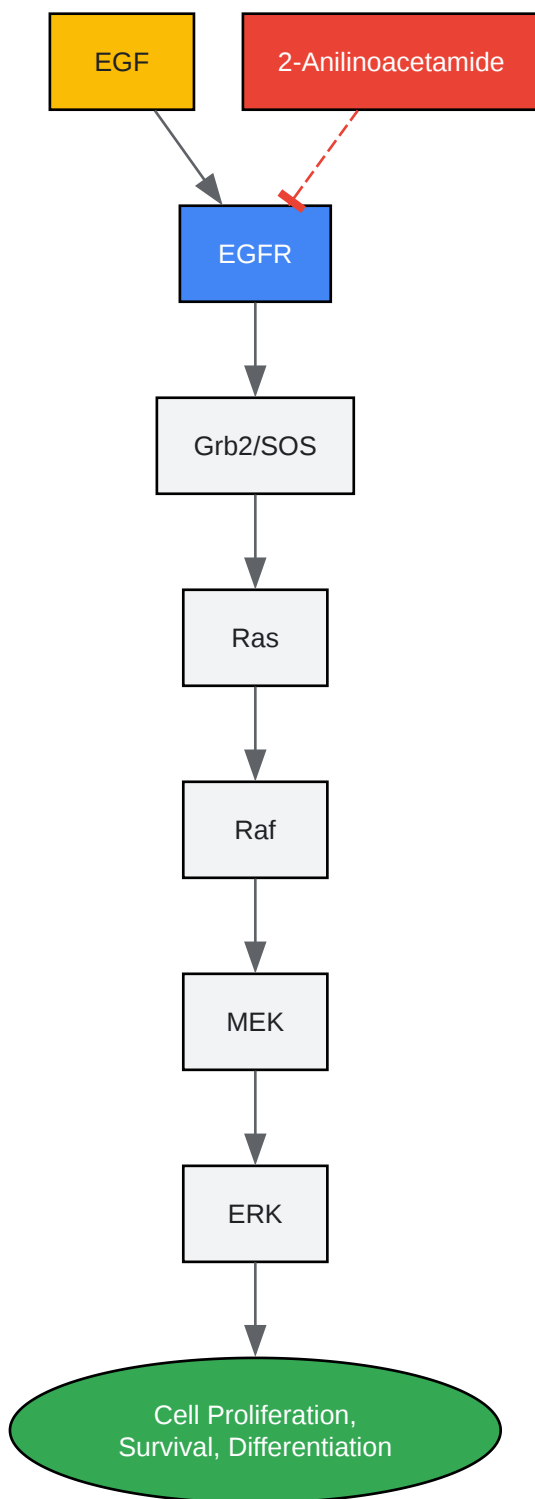 EGF
2-Anilinoacetamide
EGFR
Grb2/SOS
Ras
Raf
MEK
ERK
Cell Proliferation,
Survival, Differentiation